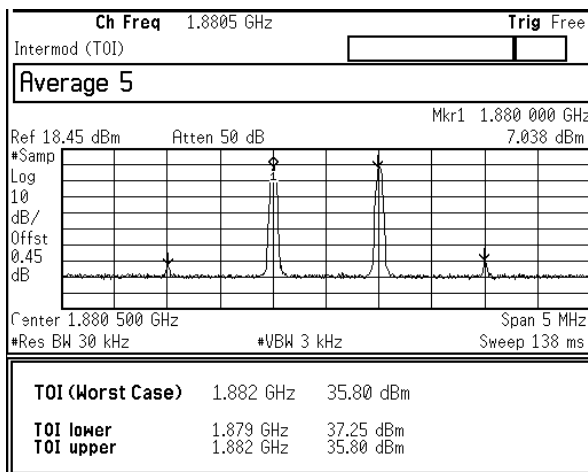 Ch Freq 1.8805 GHz Trig Free
Intermod (TOI)
Average 5
Mkr1 1.880 000 GHz
Ref 18.45 dBm Atten 50 dB 7.038 dBm
#Samp
Log
10
dB/
Offst
0.45
dB
1
Center 1.880 500 GHz Span 5 MHz
#Res BW 30 kHz #VBW 3 kHz Sweep 138 ms
TOI (Worst Case) 1.882 GHz 35.80 dBm
TOI lower 1.879 GHz 37.25 dBm
TOI upper 1.882 GHz 35.80 dBm